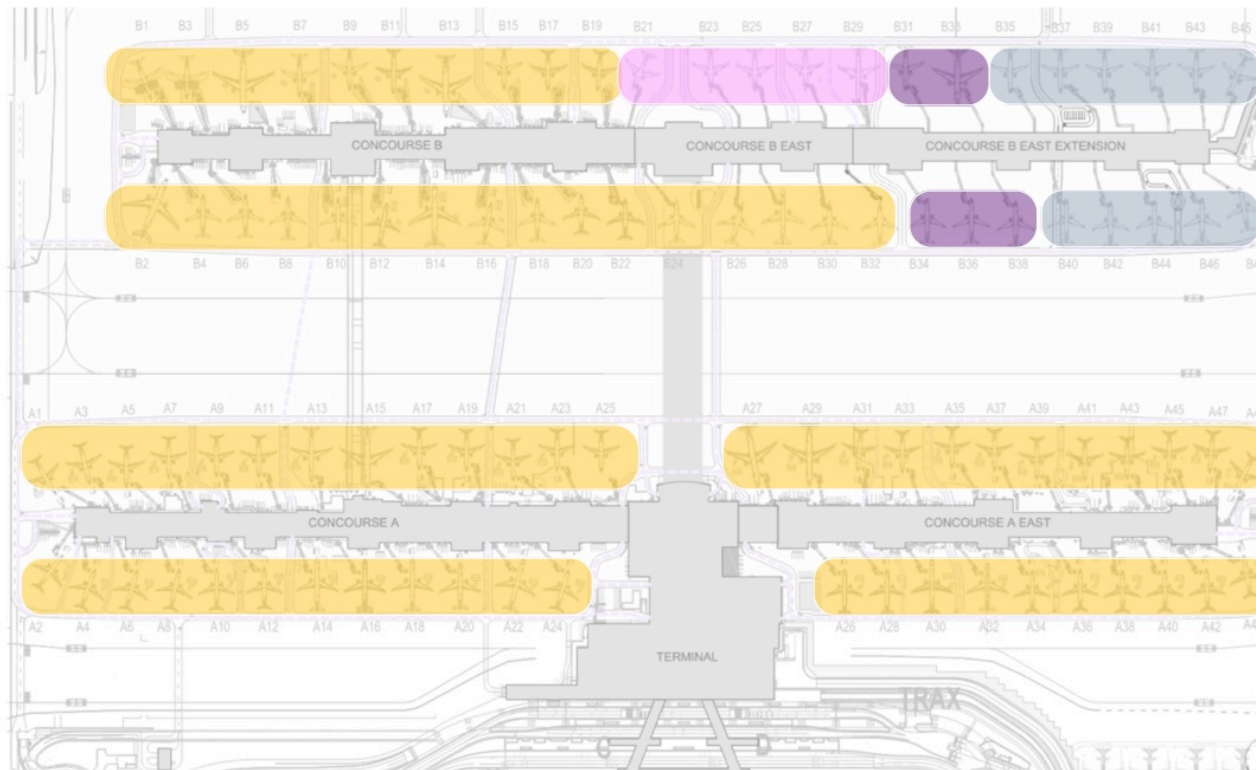 B1 B3 B5 B7 B9 B11 B13 B15 B17 B19 B21 B23 B25 B27 B29 B31 B33 B35 B37 B39 B41 B43 B45
CONCOURSE B CONCOURSE B EAST CONCOURSE B EAST EXTENSION
B2 B4 B6 B8 B10 B12 B14 B16 B18 B20 B22 B24 B26 B28 B30 B32 B34 B36 B38 B40 B42 B44 B46
A1 A3 A5 A7 A9 A11 A13 A15 A17 A19 A21 A23 A25 A27 A29 A31 A33 A35 A37 A39 A41 A43 A45 A47
CONCOURSE A CONCOURSE A EAST
A2 A4 A6 A8 A10 A12 A14 A16 A18 A20 A22 A24 A26 A28 A30 A32 A34 A36 A38 A40 A42
TERMINAL
TRAX